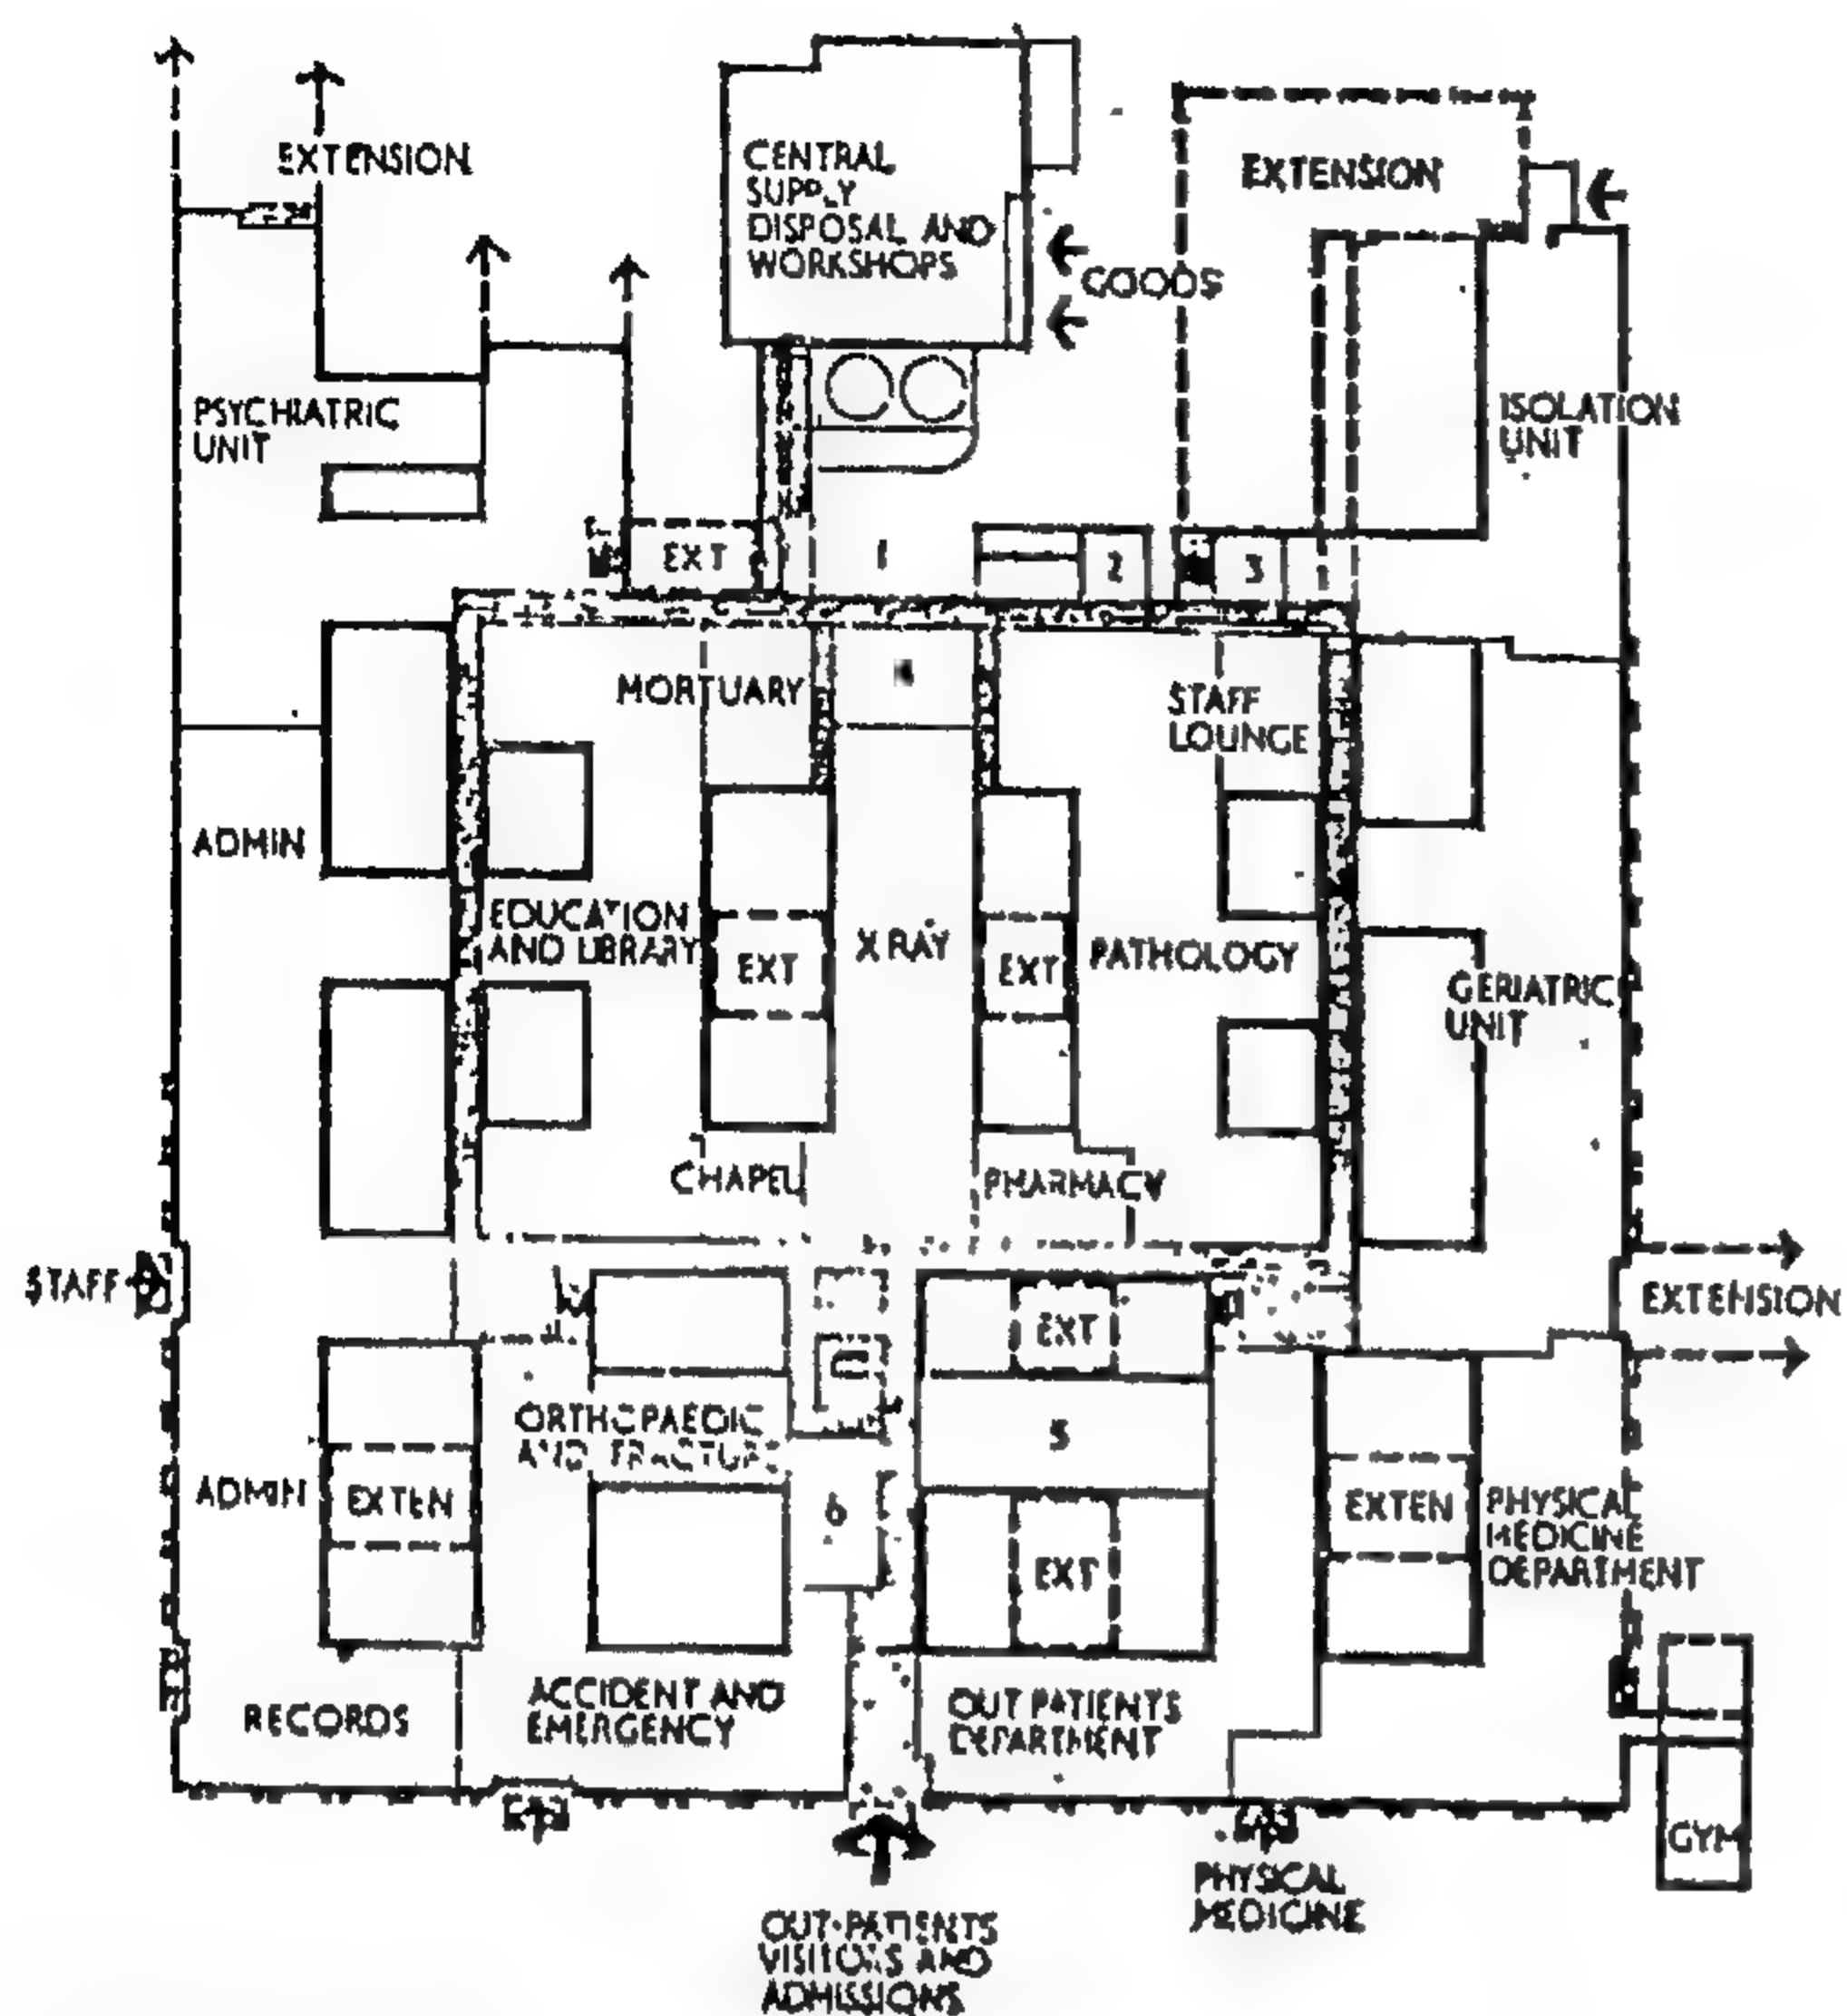 EXTENSION
CENTRAL
SUPPLY
DISPOSAL AND
WORKSHOPS
EXTENSION
GOODS
PSYCHIATRIC
UNIT
ISOLATION
UNIT
EXT
1
2
3
MORTUARY
STAFF
LOUNGE
ADMIN
EDUCATION
AND LIBRARY
EXT
X RAY
EXT
PATHOLOGY
GERIATRIC
UNIT
CHAPEL
PHARMACY
STAFF
EXT
EXTENSION
ORTHOPAEDIC
AND FRACTURE
5
ADMIN
EXTEN
6
EXTEN
PHYSICAL
MEDICINE
DEPARTMENT
EXT
RECORDS
ACCIDENT AND
EMERGENCY
OUT PATIENTS
DEPARTMENT
GYM
PHYSICAL
MEDICINE
OUT-PATIENTS
VISITORS AND
ADMISSIONS